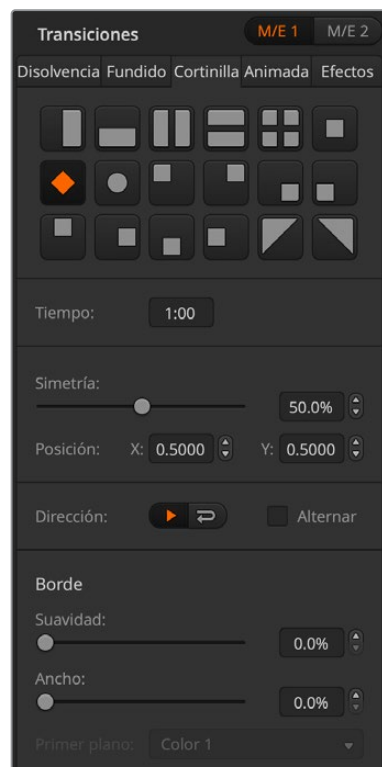 Transiciones M/E 1 M/E 2
Disolvencia Fundido Cortinilla Animada Efectos
Tiempo: 1:00
Simetría:
50.0%
Posición: X: 0.5000 Y: 0.5000
Dirección: Alternar
Borde
Suavidad:
0.0%
Ancho:
0.0%
Primer plano: Color 1